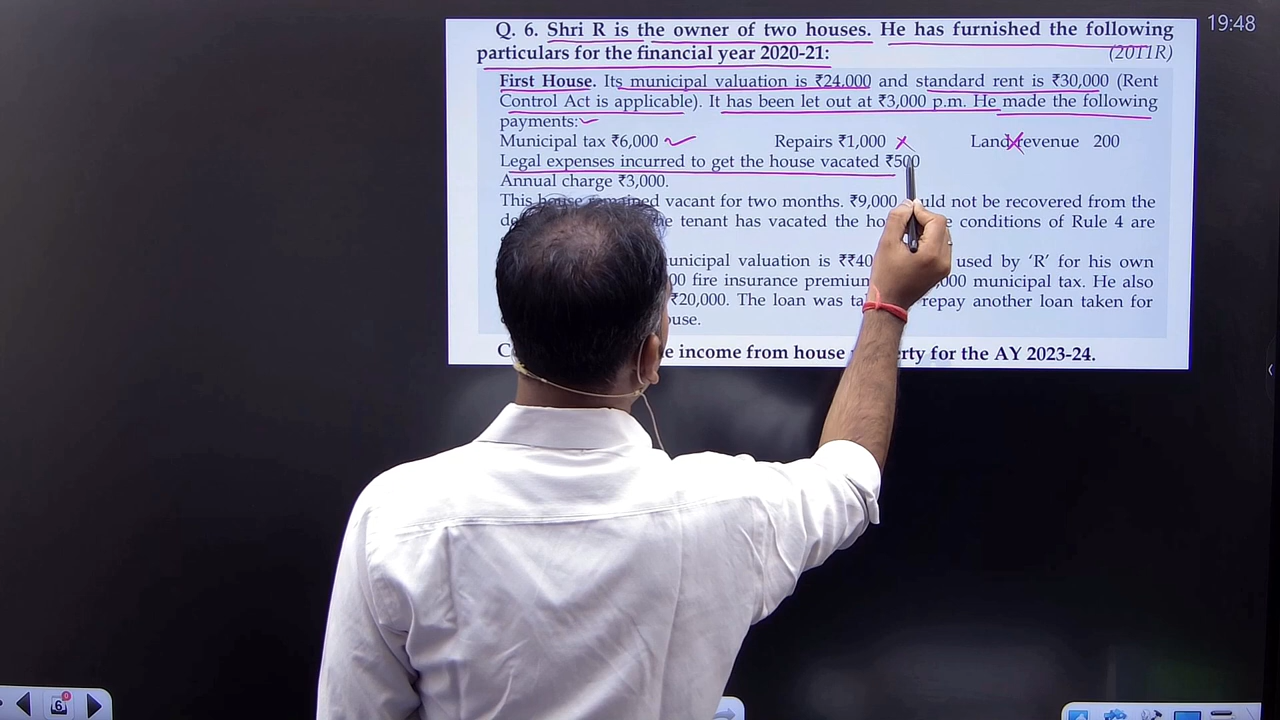 19:48
Q. 6. Shri R is the owner of two houses. He has furnished the following
particulars for the financial year 2020-21: (2011R)
First House. Its municipal valuation is ₹24,000 and standard rent is ₹30,000 (Rent
Control Act is applicable). It has been let out at ₹3,000 p.m. He made the following
payments:
Municipal tax ₹6,000 Repairs ₹1,000 Land revenue 200
Legal expenses incurred to get the house vacated ₹500
Annual charge ₹3,000.
This house remained vacant for two months. ₹9,000 not be recovered from the
tenant has vacated the conditions of Rule 4 are
municipal valuation is ₹₹40 used by ‘R’ for his own
fire insurance premium municipal tax. He also
₹20,000. The loan was repay another loan taken for
income from house for the AY 2023-24.
6